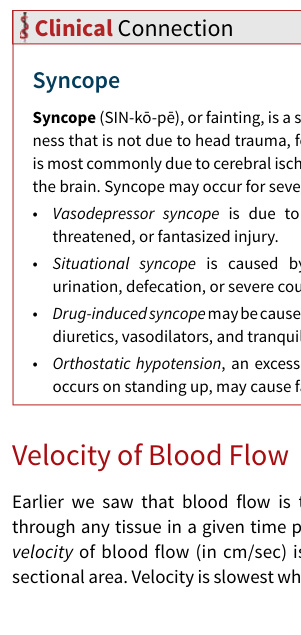 Clinical Connection
Syncope
Syncope (SIN-kō-pē), or fainting, is a s
ness that is not due to head trauma, f
is most commonly due to cerebral isch
the brain. Syncope may occur for seve
• Vasodepressor syncope is due to
threatened, or fantasized injury.
• Situational syncope is caused by
urination, defecation, or severe cou
• Drug-induced syncope may be cause
diuretics, vasodilators, and tranquil
• Orthostatic hypotension, an excess
occurs on standing up, may cause f
Velocity of Blood Flow
Earlier we saw that blood flow is t
through any tissue in a given time p
velocity of blood flow (in cm/sec) is
sectional area. Velocity is slowest wh